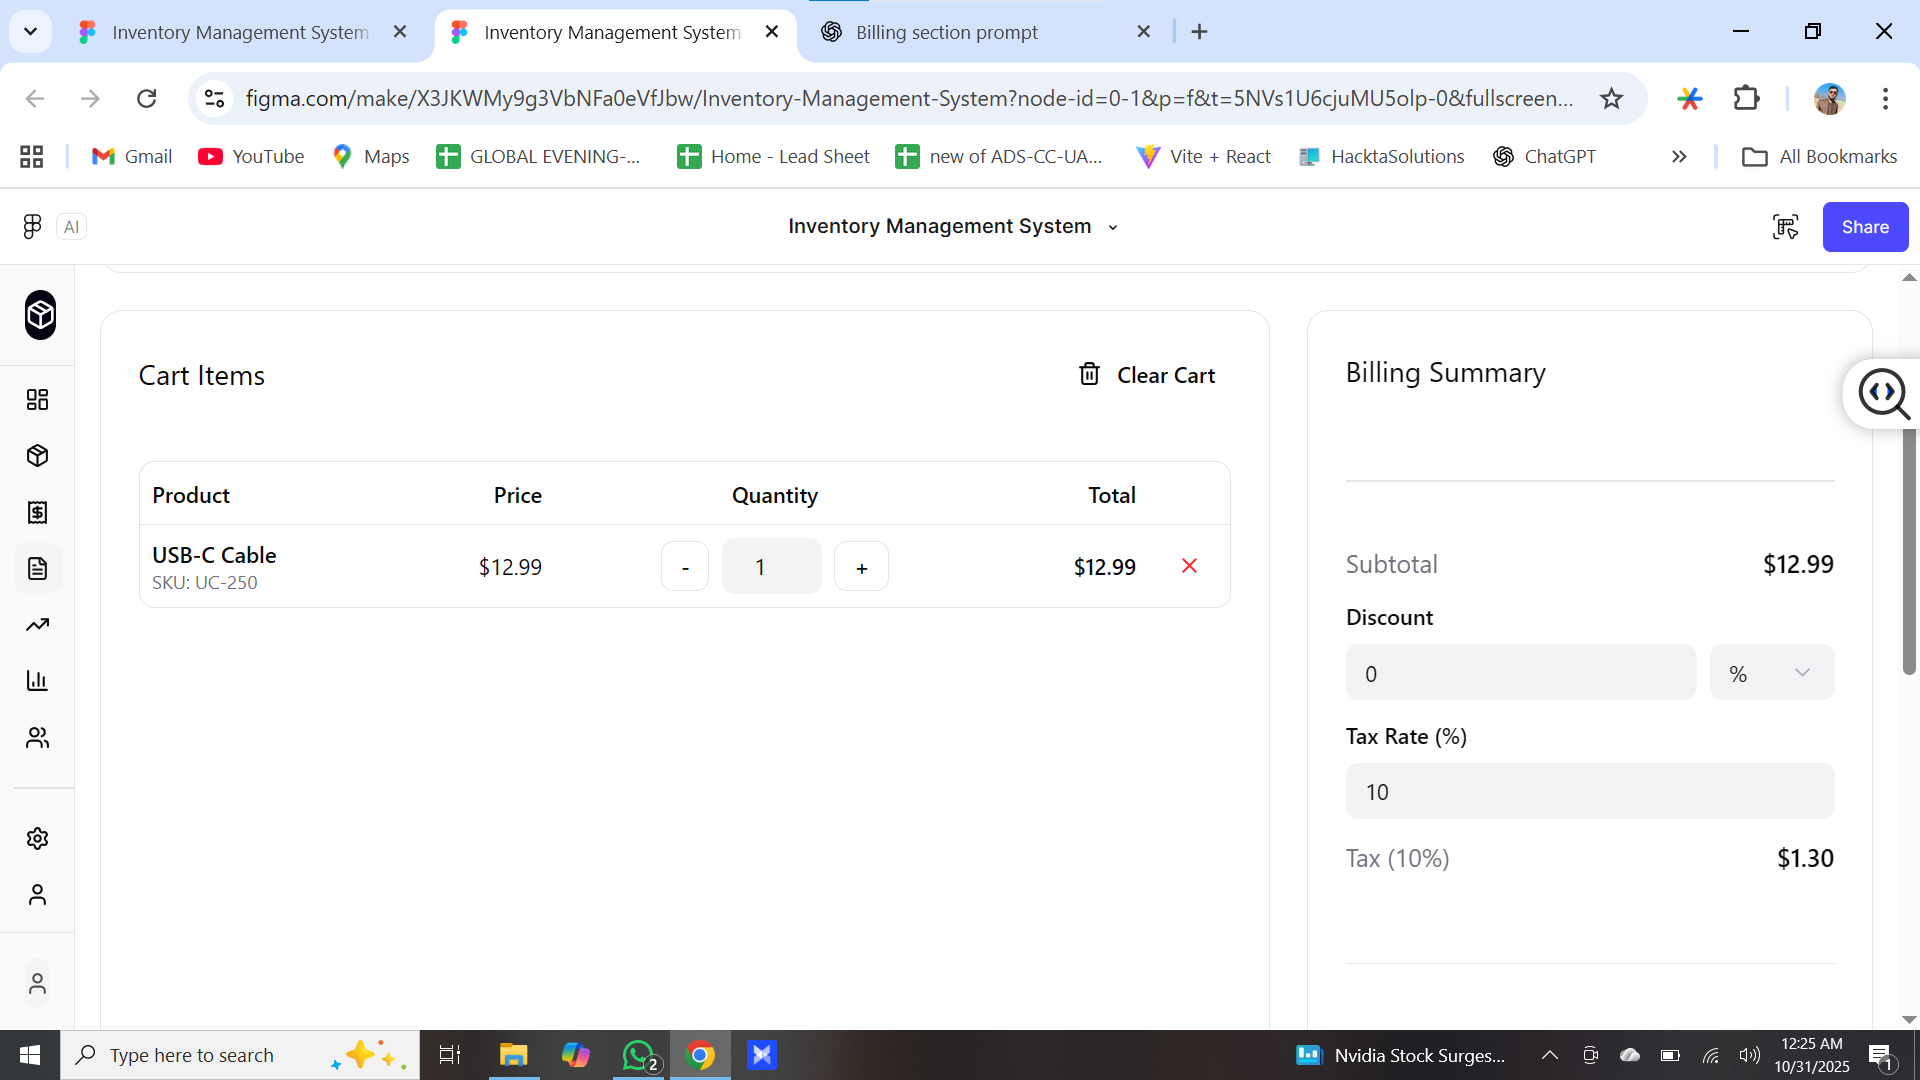 Inventory Management System
Inventory Management System
Billing section prompt
figma.com/make/X3JKWMy9g3VbNFa0eVfJbw/Inventory-Management-System?node-id=0-1&p=f&t=5NVs1U6cjuMU5olp-0&fullscreen...
Gmail
YouTube
Maps
GLOBAL EVENING-...
Home - Lead Sheet
new of ADS-CC-UA...
Vite + React
HacktaSolutions
ChatGPT
»
All Bookmarks
AI
Inventory Management System
Share
Cart Items
Clear Cart
Product Price Quantity Total
USB-C Cable
SKU: UC-250
$12.99
- 1 +
$12.99
Billing Summary
Subtotal $12.99
Discount
0 %
Tax Rate (%)
10
Tax (10%) $1.30
Type here to search
2
Nvidia Stock Surges...
12:25 AM
10/31/2025
1